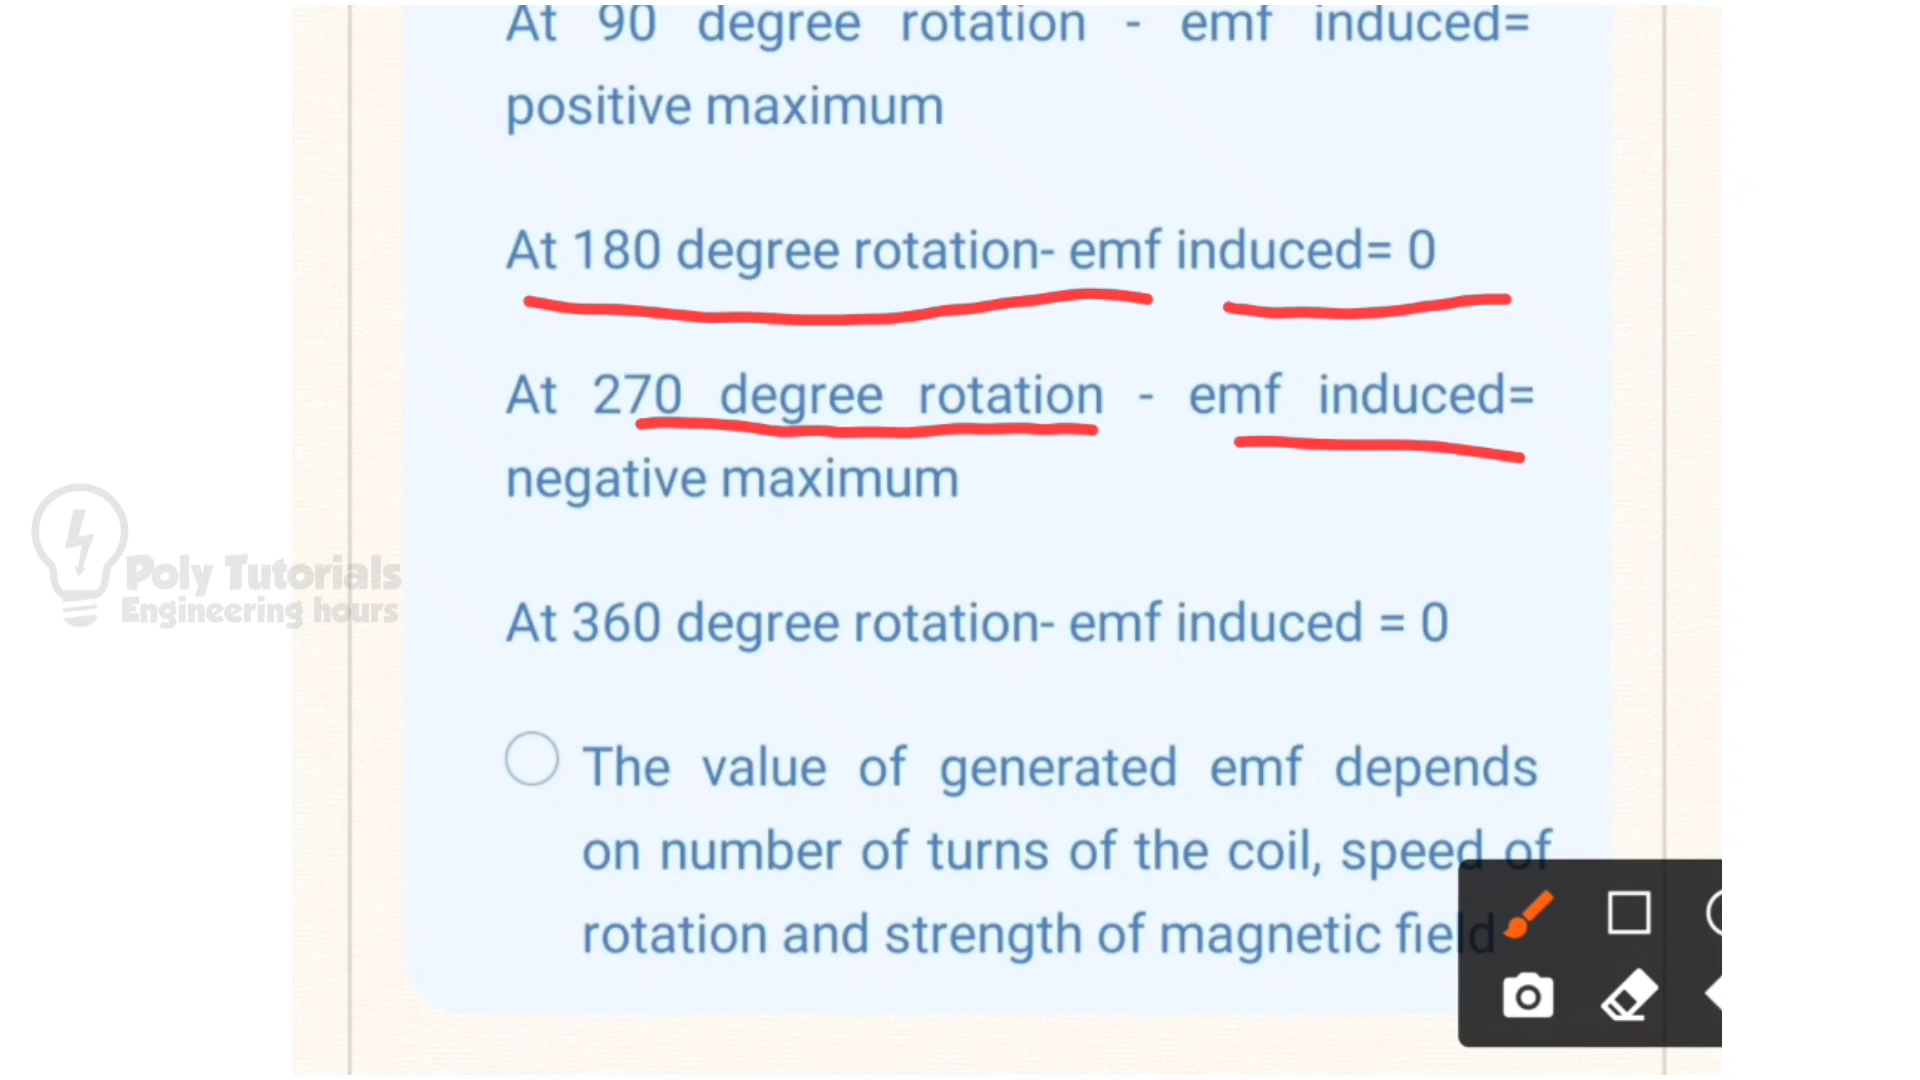 At 90 degree rotation - emf induced=
positive maximum
At 180 degree rotation- emf induced= 0
At 270 degree rotation - emf induced=
negative maximum
Poly Tutorials
Engineering hours
At 360 degree rotation- emf induced = 0
The value of generated emf depends
on number of turns of the coil, speed of
rotation and strength of magnetic field